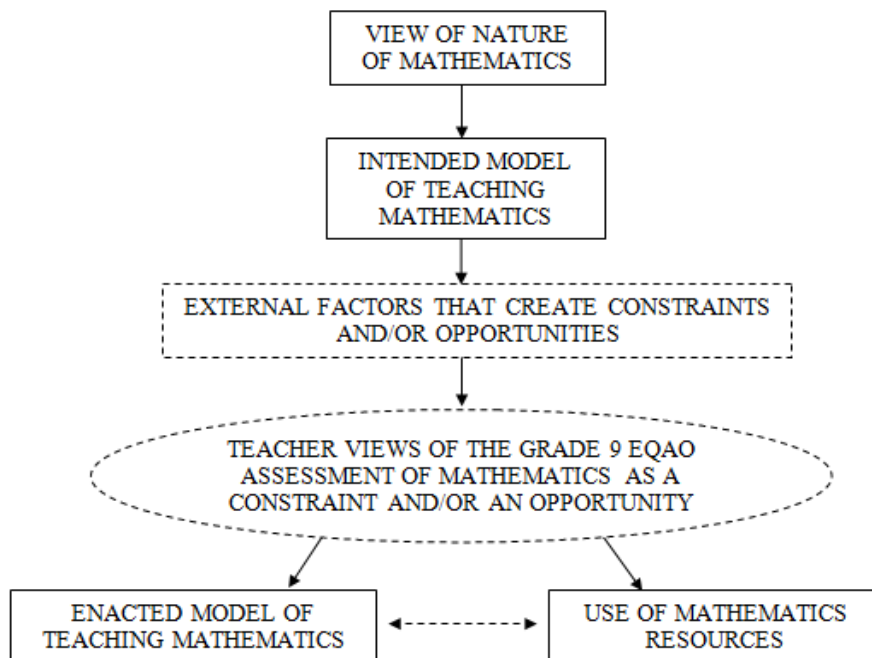 VIEW OF NATURE
OF MATHEMATICS
INTENDED MODEL
OF TEACHING
MATHEMATICS
EXTERNAL FACTORS THAT CREATE CONSTRAINTS
AND/OR OPPORTUNITIES
TEACHER VIEWS OF THE GRADE 9 EQAO
ASSESSMENT OF MATHEMATICS AS A
CONSTRAINT AND/OR AN OPPORTUNITY
ENACTED MODEL OF
TEACHING MATHEMATICS
USE OF MATHEMATICS
RESOURCES